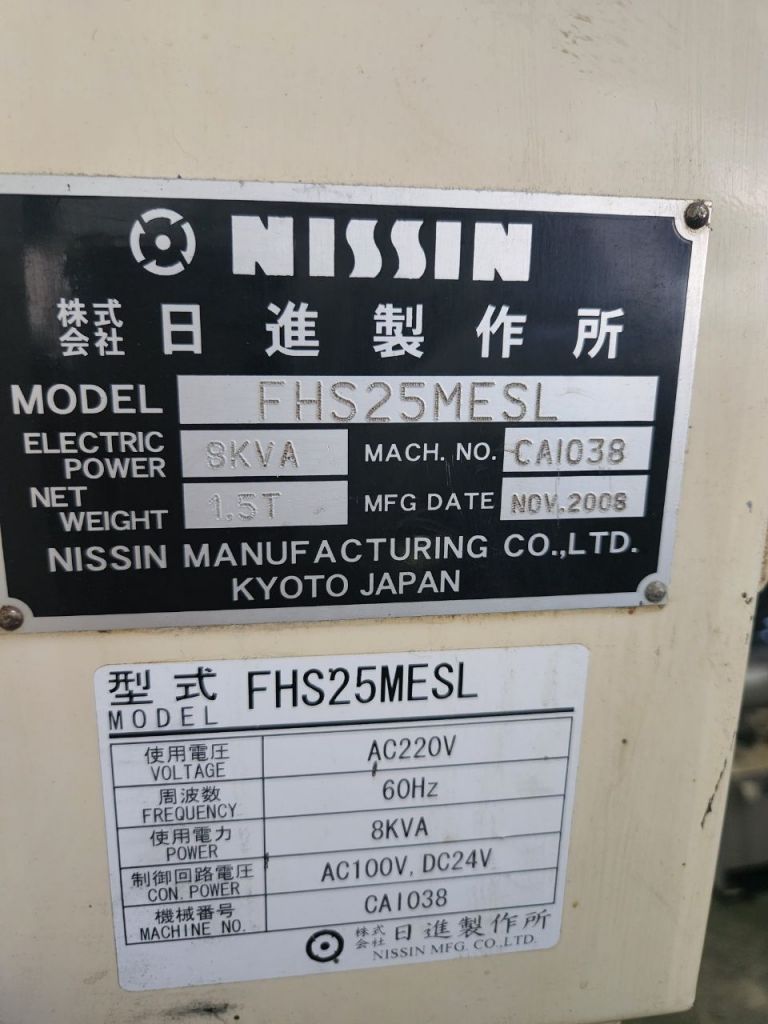 NISSIN
株式会社 日進製作所
MODEL FHS25MESL
ELECTRIC POWER 8KVA MACH. NO. CA1038
NET WEIGHT 1.5T MFG DATE NOV.2008
NISSIN MANUFACTURING CO.,LTD.
KYOTO JAPAN
型式 MODEL FHS25MESL
使用電圧 VOLTAGE AC220V
周波数 FREQUENCY 60Hz
使用電力 POWER 8KVA
制御回路電圧 CON. POWER AC100V, DC24V
機械番号 MACHINE NO. CA1038
株式会社 日進製作所
NISSIN MFG. CO.,LTD.